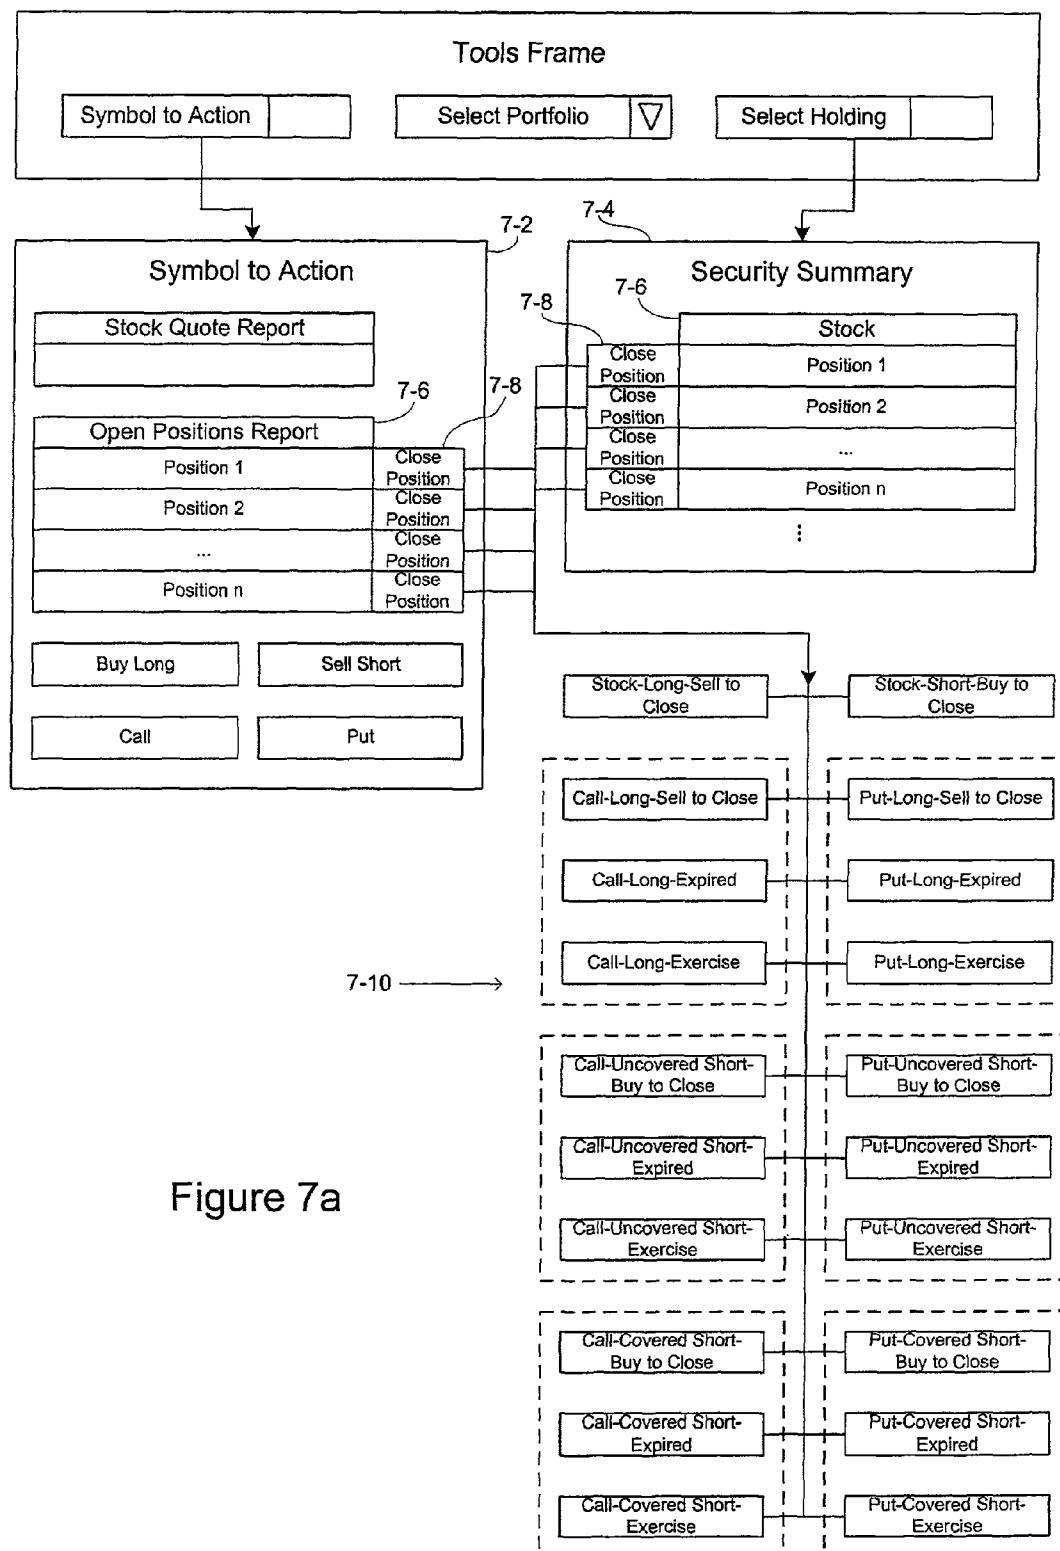 Tools Frame
Symbol to Action
Select Portfolio
Select Holding
7-2
7-4
Symbol to Action
Stock Quote Report
7-6
7-8
Open Positions Report
Position 1
Close
Position
Position 2
Close
Position
...
Close
Position
Position n
Close
Position
Buy Long
Sell Short
Call
Put
Security Summary
7-6
7-8
Stock
Close
Position
Position 1
Close
Position
Position 2
Close
Position
...
Close
Position
Position n
Stock-Long-Sell to
Close
Stock-Short-Buy to
Close
Call-Long-Sell to Close
Put-Long-Sell to Close
Call-Long-Expired
Put-Long-Expired
Call-Long-Exercise
Put-Long-Exercise
7-10
Call-Uncovered Short-
Buy to Close
Put-Uncovered Short-
Buy to Close
Call-Uncovered Short-
Expired
Put-Uncovered Short-
Expired
Call-Uncovered Short-
Exercise
Put-Uncovered Short-
Exercise
Figure 7a
Call-Covered Short-
Buy to Close
Put-Covered Short-
Buy to Close
Call-Covered Short-
Expired
Put-Covered Short-
Expired
Call-Covered Short-
Exercise
Put-Covered Short-
Exercise